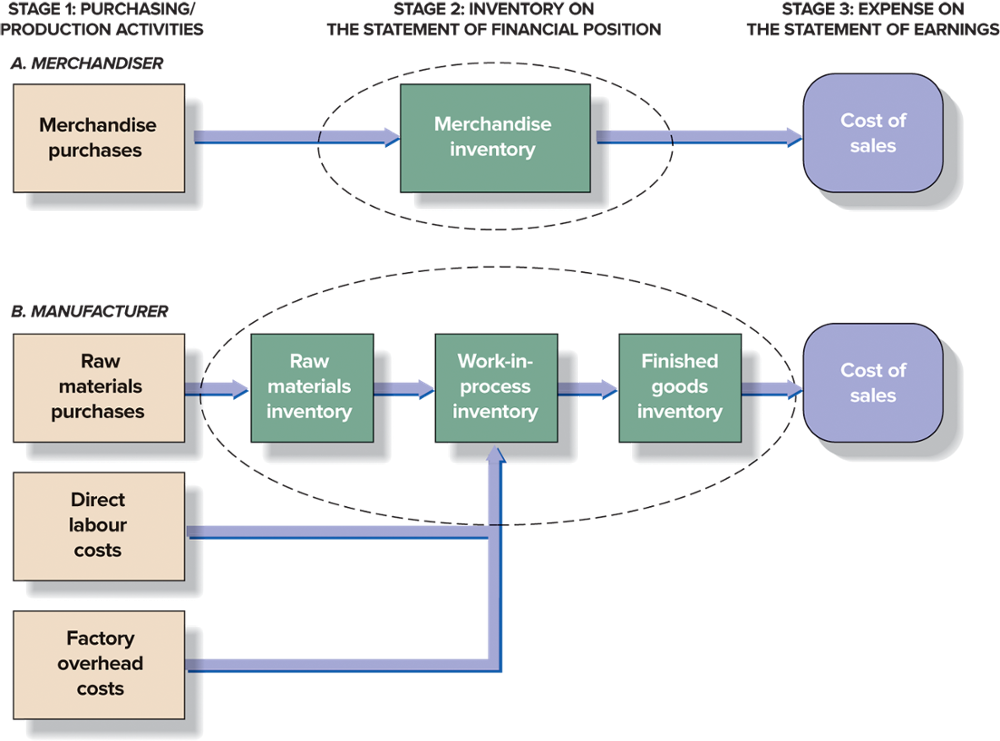 STAGE 1: PURCHASING/
PRODUCTION ACTIVITIES
STAGE 2: INVENTORY ON
THE STATEMENT OF FINANCIAL POSITION
STAGE 3: EXPENSE ON
THE STATEMENT OF EARNINGS
A. MERCHANDISER
Merchandise
purchases
Merchandise
inventory
Cost of
sales
B. MANUFACTURER
Raw
materials
purchases
Raw
materials
inventory
Work-in-
process
inventory
Finished
goods
inventory
Cost of
sales
Direct
labour
costs
Factory
overhead
costs